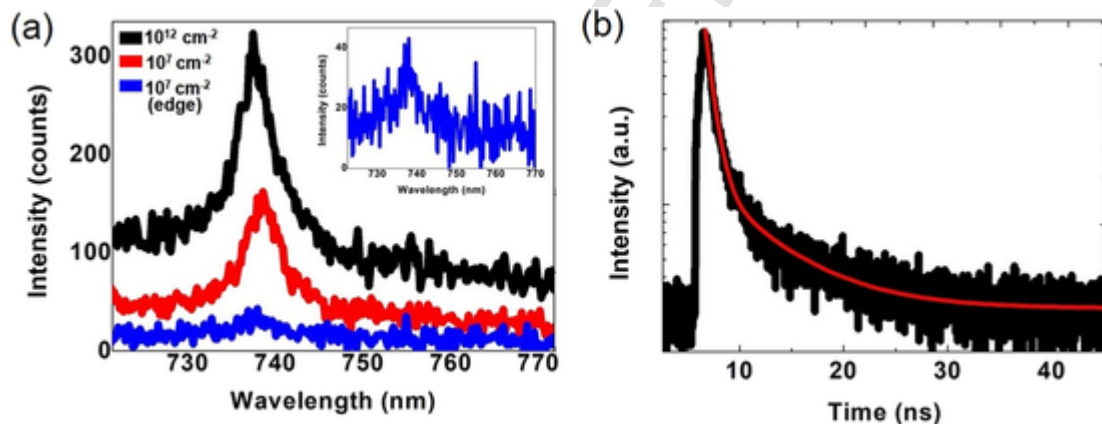 (a)
Intensity (counts)
300
200
100
0
10¹² cm⁻²
10⁷ cm⁻²
10⁷ cm⁻²
(edge)
Intensity (counts)
40
20
0
730 740 750 760 770
Wavelength (nm)
730 740 750 760 770
Wavelength (nm)
(b)
Intensity (a.u.)
10 20 30 40
Time (ns)